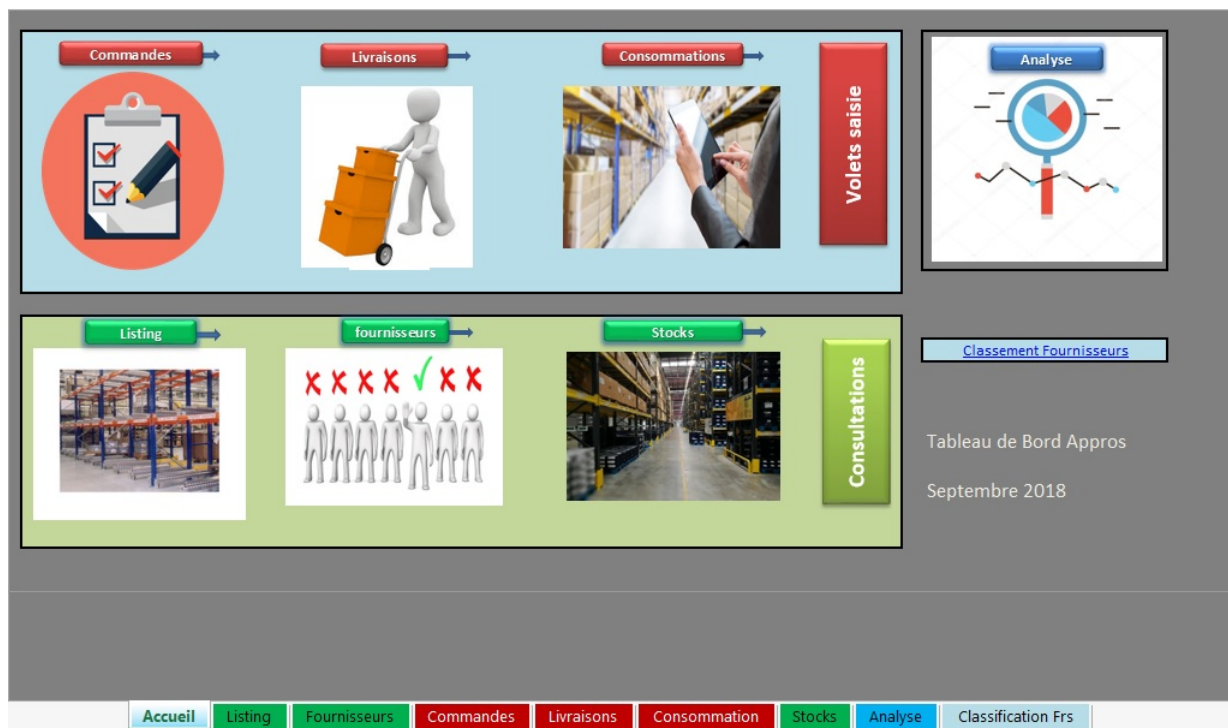 Commandes
Livraisons
Consommations
Volets saisie
Analyse
Listing
fournisseurs
Stocks
Consultations
Classement Fournisseurs
Tableau de Bord Appros
Septembre 2018
Accueil
Listing
Fournisseurs
Commandes
Livraisons
Consommation
Stocks
Analyse
Classification Frs